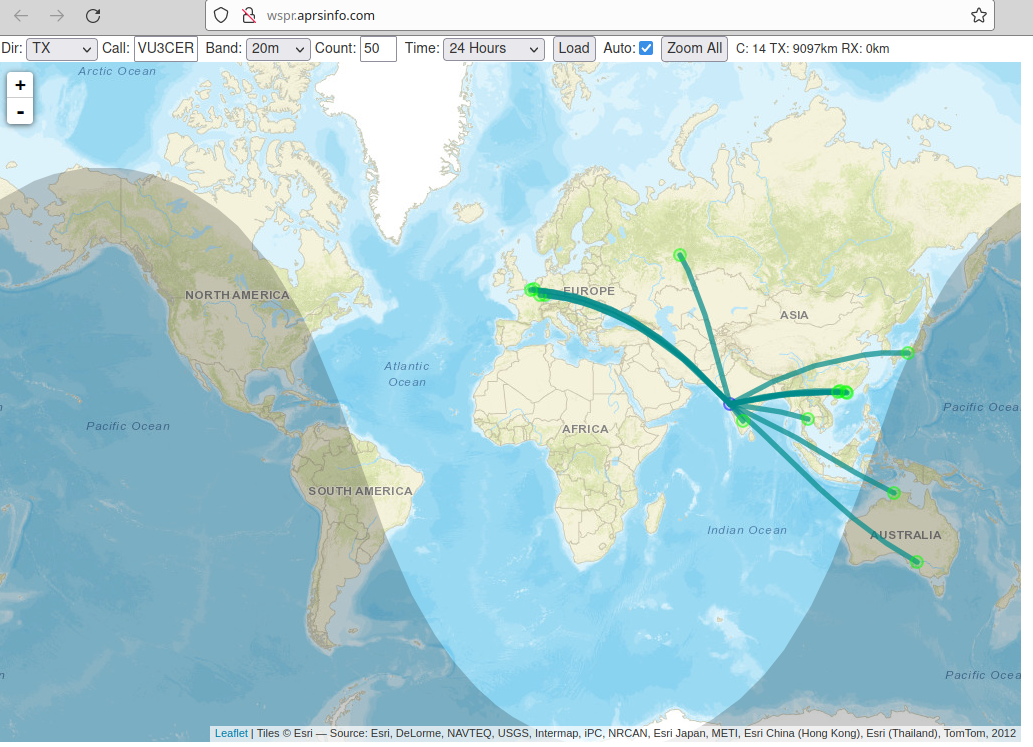 wspr.aprsinfo.com
Dir: TX Call: VU3CER Band: 20m Count: 50 Time: 24 Hours Load Auto: Zoom All C: 14 TX: 9097km RX: 0km
Arctic Ocean
+
-
NORTH AMERICA
EUROPE
ASIA
Atlantic
Ocean
Pacific Ocea
Pacific Ocean
AFRICA
SOUTH AMERICA
Indian Ocean
AUSTRALIA
Pacific Ocea
Leaflet | Tiles © Esri — Source: Esri, DeLorme, NAVTEQ, USGS, Intermap, iPC, NRCAN, Esri Japan, METI, Esri China (Hong Kong), Esri (Thailand), TomTom, 2012